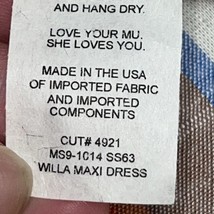 AND HANG DRY.
LOVE YOUR MU.
SHE LOVES YOU.
MADE IN THE USA
OF IMPORTED FABRIC
AND IMPORTED
COMPONENTS
CUT# 4921
MS9-1014 SS63
WILLA MAXI DRESS